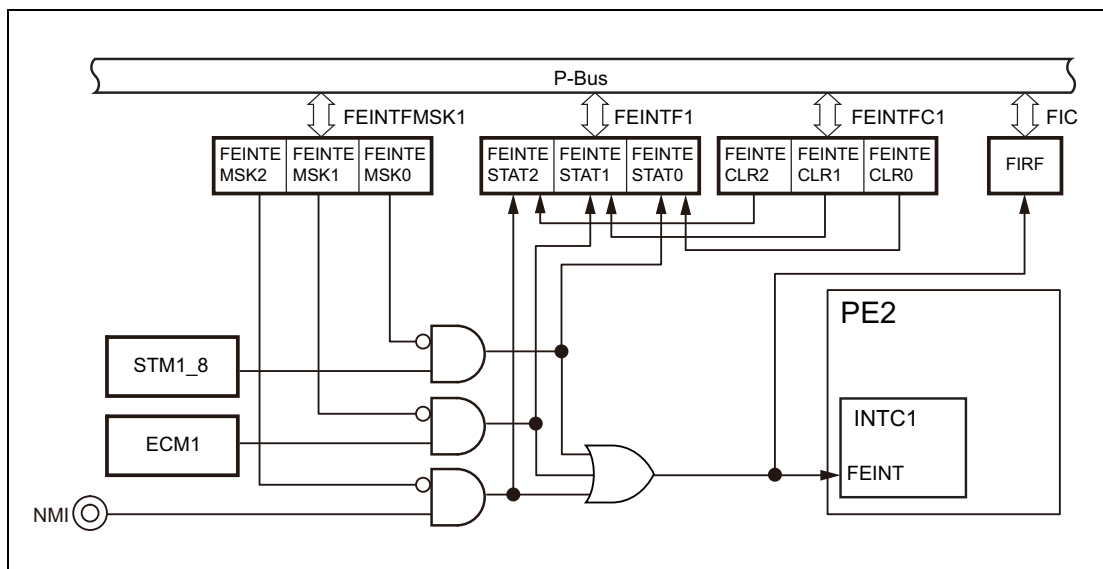 P-Bus
FEINTFMSK1
FEINTF1
FEINTFC1
FIC
FEINTE
MSK2
FEINTE
MSK1
FEINTE
MSK0
FEINTE
STAT2
FEINTE
STAT1
FEINTE
STAT0
FEINTE
CLR2
FEINTE
CLR1
FEINTE
CLR0
FIRF
PE2
STM1_8
INTC1
ECM1
FEINT
NMI